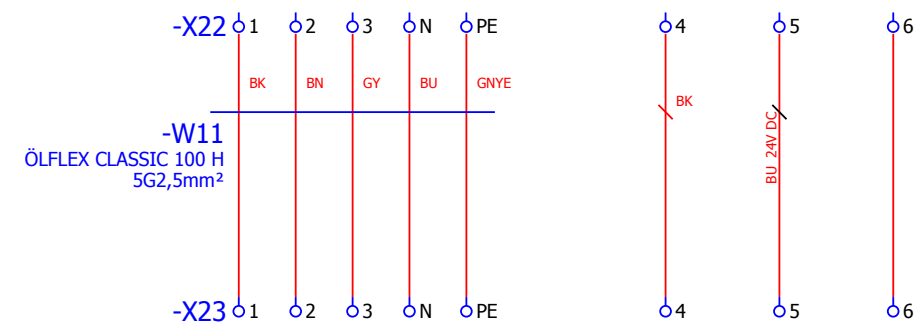 -X22 1 2 3 N PE 4 5 6
BK BN GY BU GNYE BK
-W11
ÖLFLEX CLASSIC 100 H
5G2,5mm²
BU 24V DC
-X23 1 2 3 N PE 4 5 6